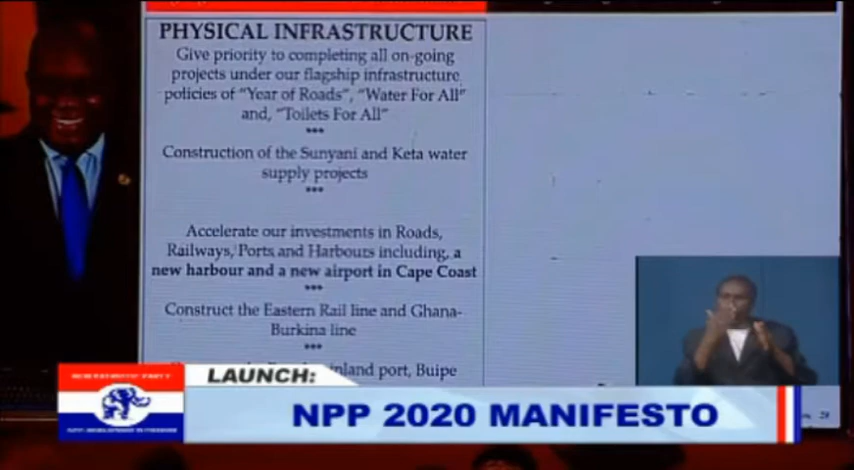 PHYSICAL INFRASTRUCTURE
Give priority to completing all on-going
projects under our flagship infrastructure
policies of “Year of Roads”, “Water For All”
and, “Toilets For All”
***
Construction of the Sunyani and Keta water
supply projects
***
Accelerate our investments in Roads,
Railways, Ports and Harbours including, a
new harbour and a new airport in Cape Coast
***
Construct the Eastern Rail line and Ghana-
Burkina line
***
inland port, Buipe
NEW PATRIOTIC PARTY
LAUNCH:
NPP 2020 MANIFESTO